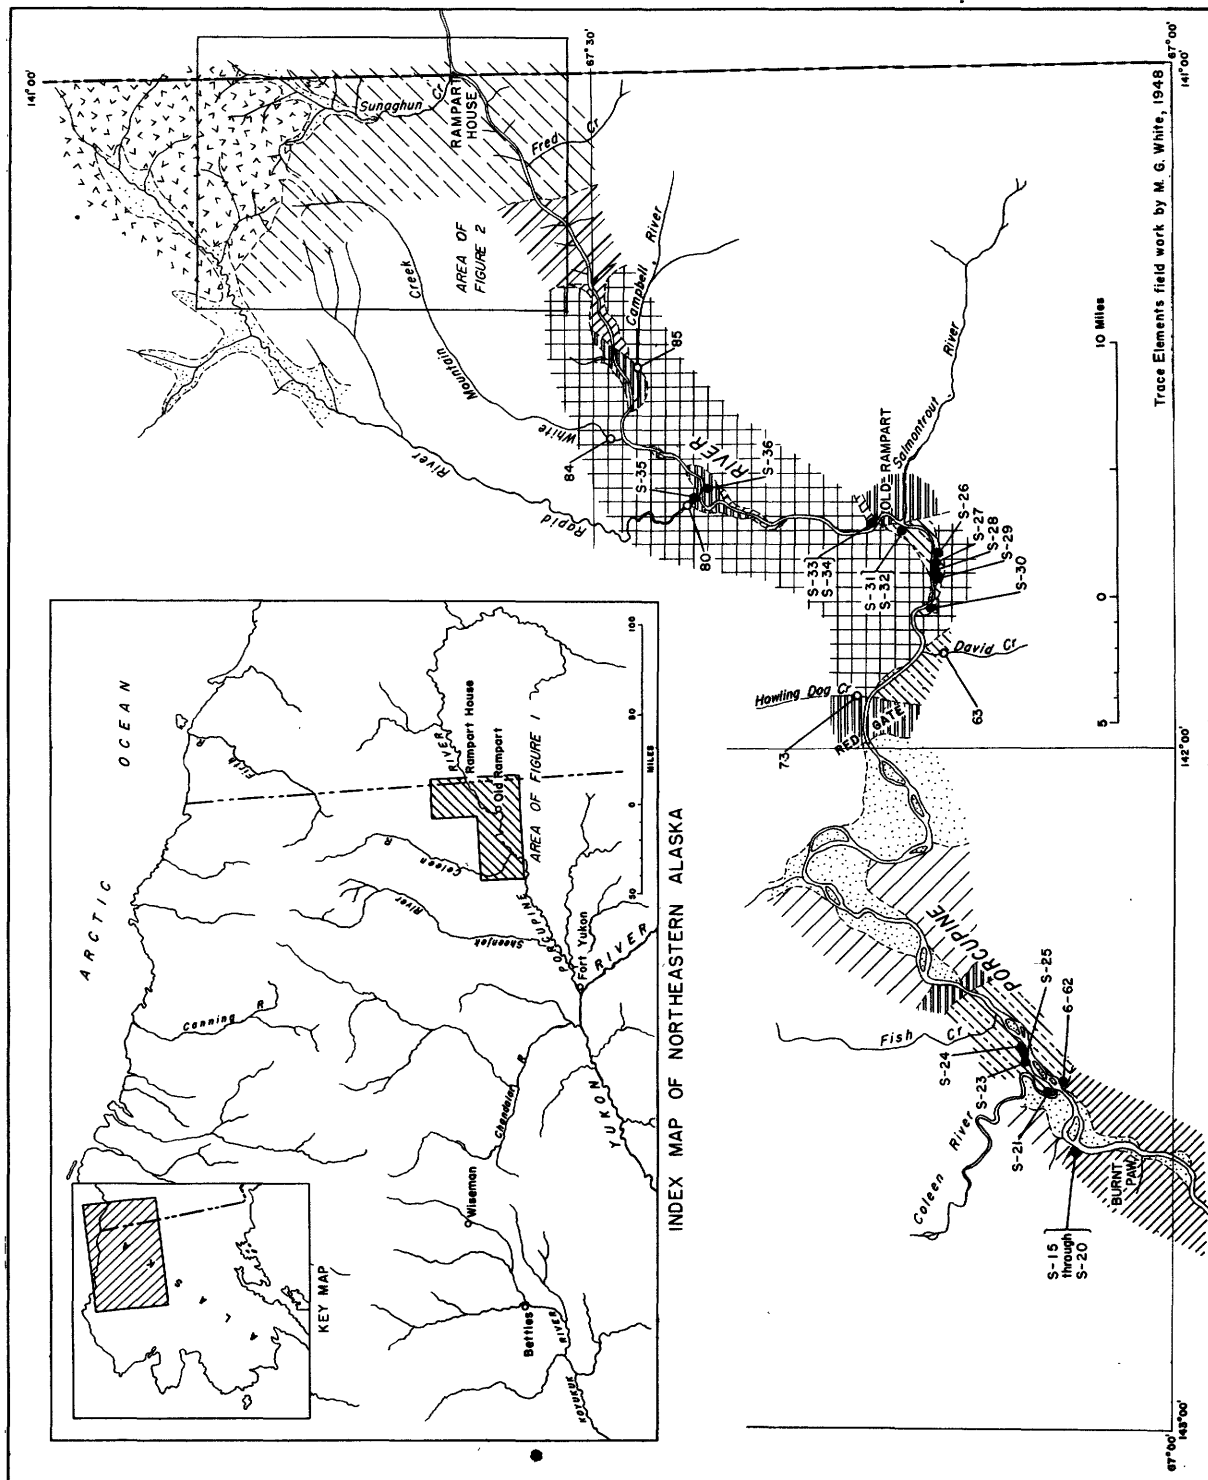 141°00'
Sunaghun
Cr
RAMPART
HOUSE
67°30'
Fred Cr
AREA OF
FIGURE 2
Campbell River
85
White Mountain Creek
84
Rapid River
S-35
S-36
80
PORCUPINE RIVER
OLD RAMPART
Salmontrout River
S-33
S-34
S-31
S-32
S-26
S-27
S-28
S-29
S-30
David Cr
63
Howling Dog Cr
73
RED GATE
5 0 10 Miles
Trace Elements field work by M. G. White, 1948
67°00'
141°00'
142°00'
Fish Cr
S-25
6-62
S-24
S-23
S-21
Coleen River
BURNT
PAW
S-15
through
S-20
67°00'
143°00'
ARCTIC OCEAN
Firth R
Canning R
Coleen R
Sheenjek River
Chandalar R
RIVER
Rampart House
Old Rampart
AREA OF FIGURE 1
PORCUPINE
Fort Yukon
YUKON RIVER
Wiseman
Bettles
KOYUKUK RIVER
50 0 50 100
MILES
ALASKA
KEY MAP
INDEX MAP OF NORTHEASTERN ALASKA